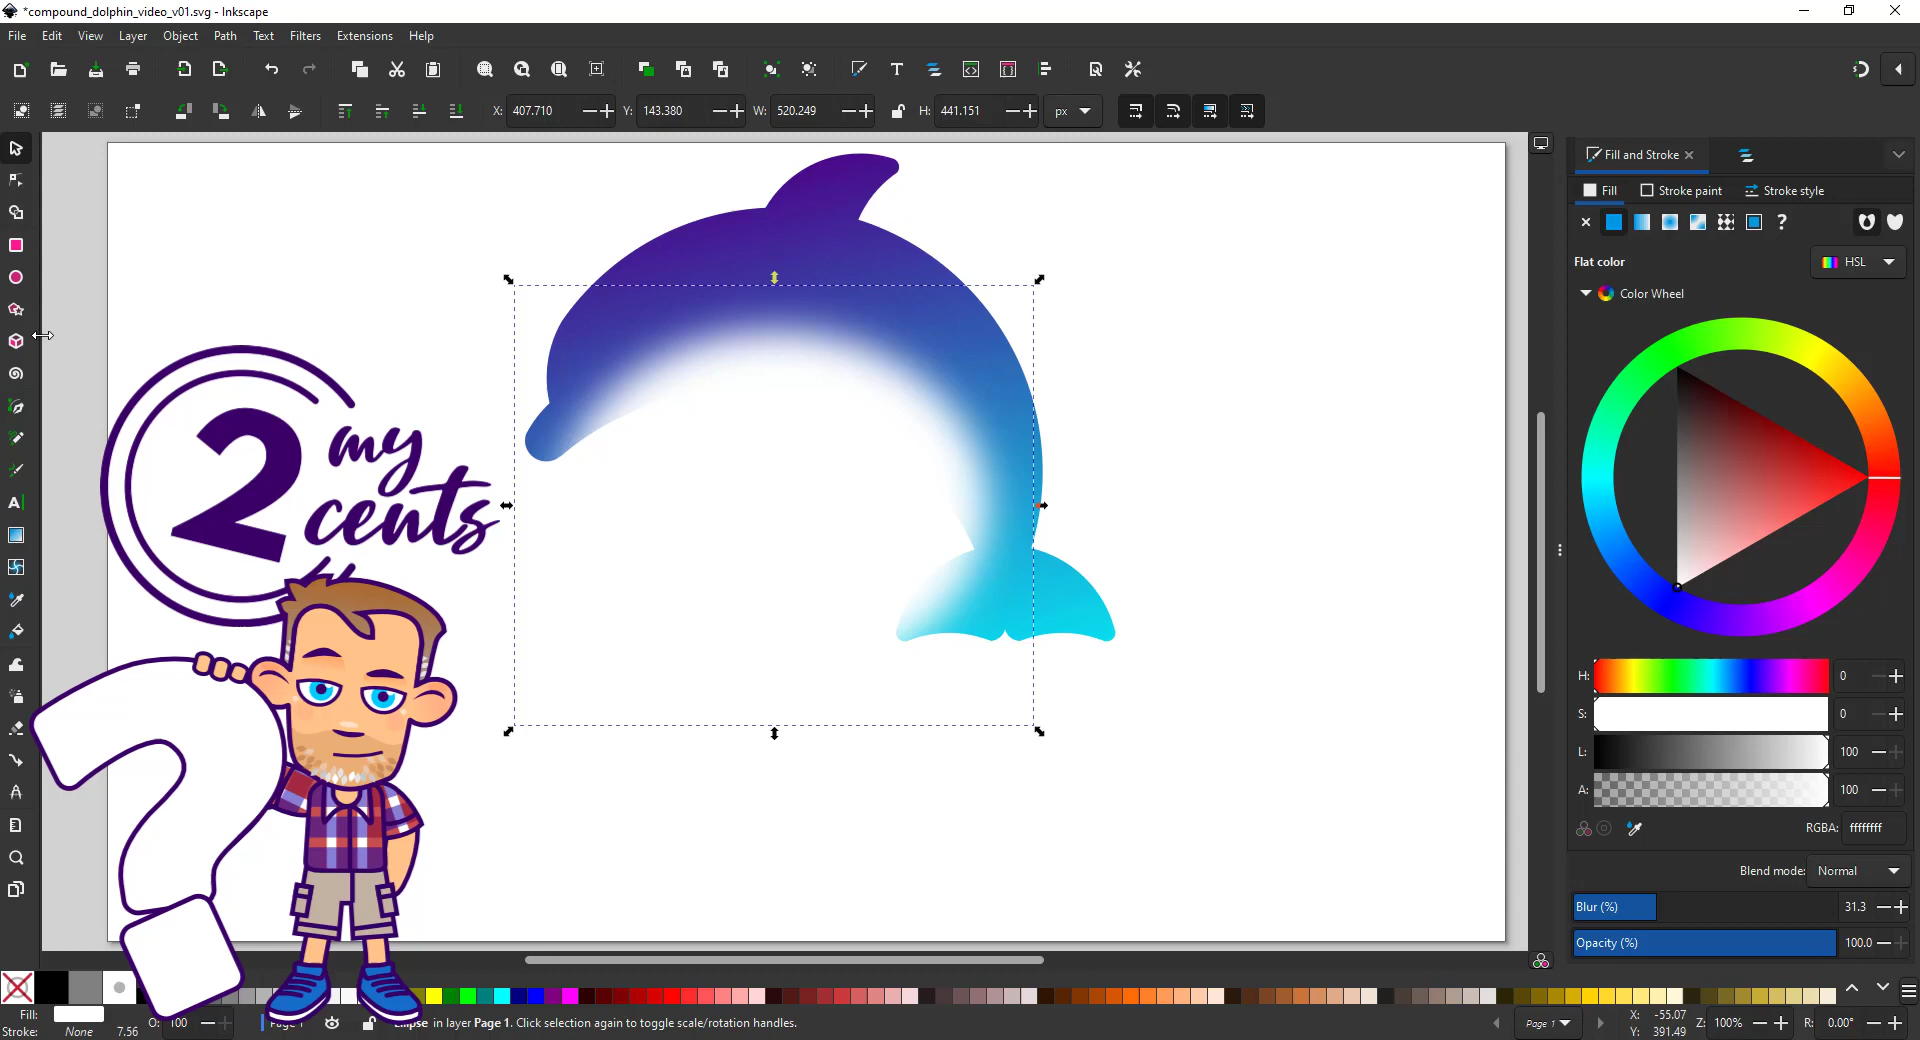 *compound_dolphin_video_v01.svg - Inkscape
File Edit View Layer Object Path Text Filters Extensions Help
X: 407.710 Y: 143.380 W: 520.249 H: 441.151 px
Fill and Stroke
Fill Stroke paint Stroke style
Flat color HSL
Color Wheel
2 my cents
H: 0
S: 0
L: 100
A: 100
RGBA: ffffffff
Blend mode: Normal
Blur (%) 31.3
Opacity (%) 100.0
Fill:
Stroke: None 7.56 O: 100
Page 1
Ellipse in layer Page 1. Click selection again to toggle scale/rotation handles.
Page 1
X: -55.07
Y: 391.49
Z: 100% R: 0.00°